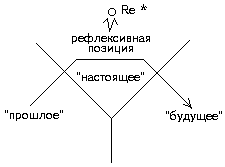 Re *
рефлексивная
позиция
"настоящее"
"прошлое"
"будущее"